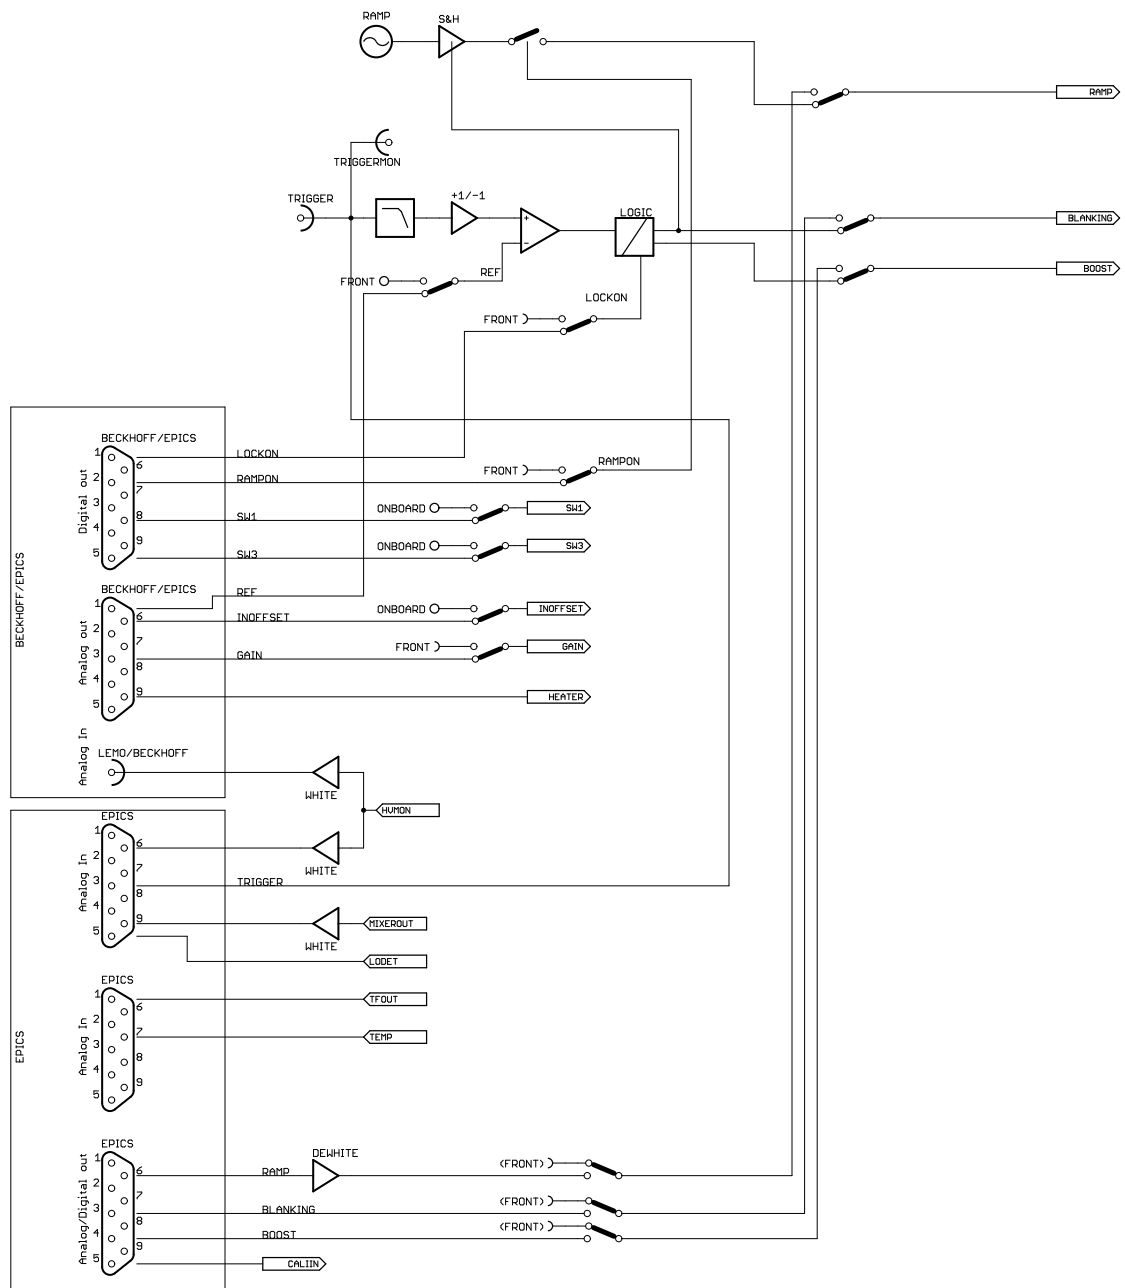 RAMP
S&H
RAMP
TRIGGERMON
TRIGGER
+1/-1
+
-
LOGIC
BLANKING
BOOST
FRONT
REF
LOCKON
FRONT
BECKHOFF/EPICS
BECKHOFF/EPICS
Digital out
1
2
3
4
5
6
7
8
9
LOCKON
FRONT
RAMPON
RAMPON
ONBOARD
SW1
SW1
ONBOARD
SW3
SW3
BECKHOFF/EPICS
Analog out
1
2
3
4
5
6
7
8
9
REF
ONBOARD
INOFFSET
INOFFSET
FRONT
GAIN
GAIN
HEATER
Analog In
LEMO/BECKHOFF
WHITE
HVMON
EPICS
EPICS
Analog In
1
2
3
4
5
6
7
8
9
WHITE
TRIGGER
MIXEROUT
WHITE
LODET
EPICS
Analog In
1
2
3
4
5
6
7
8
9
TFOUT
TEMP
EPICS
Analog/Digital out
1
2
3
4
5
6
7
8
9
DEWHITE
RAMP
(FRONT)
BLANKING
(FRONT)
BOOST
(FRONT)
CALIIN